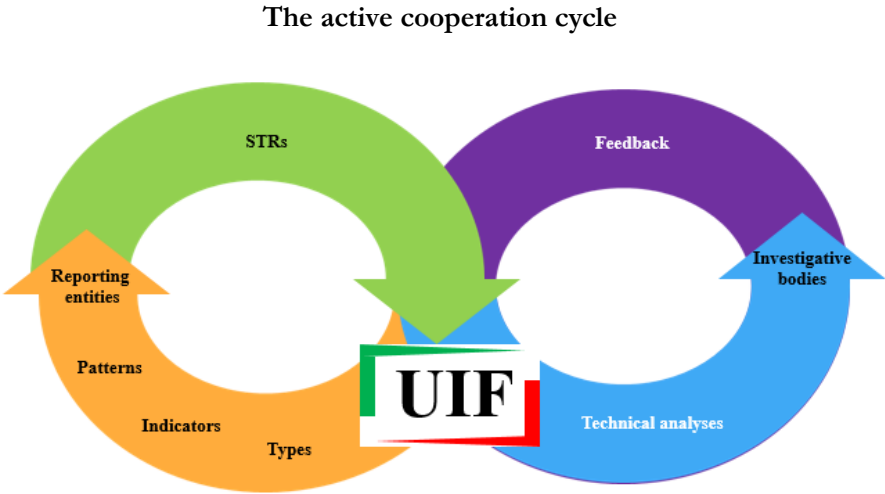 The active cooperation cycle
STRs
Feedback
Investigative
bodies
Reporting
entities
Patterns
UIF
Indicators
Technical analyses
Types